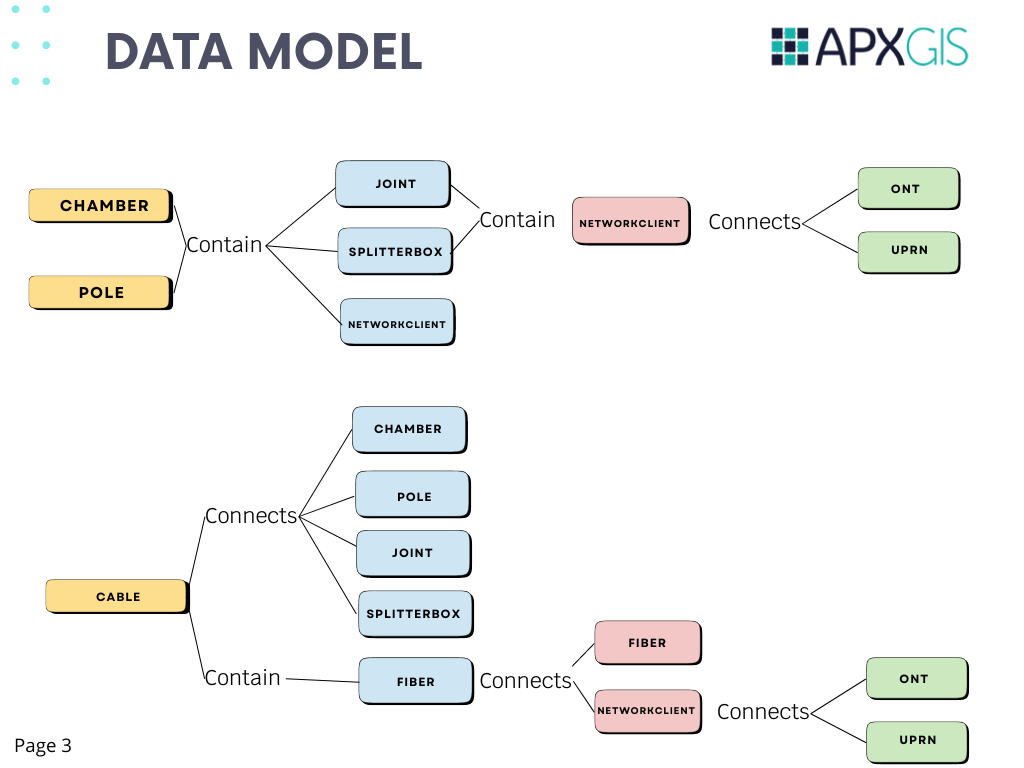 DATA MODEL
APXGIS
CHAMBER
POLE
Contain
JOINT
SPLITTERBOX
NETWORKCLIENT
Contain
NETWORKCLIENT
Connects
ONT
UPRN
CABLE
Connects
CHAMBER
POLE
JOINT
SPLITTERBOX
Contain
FIBER
Connects
FIBER
NETWORKCLIENT
Connects
ONT
UPRN
Page 3